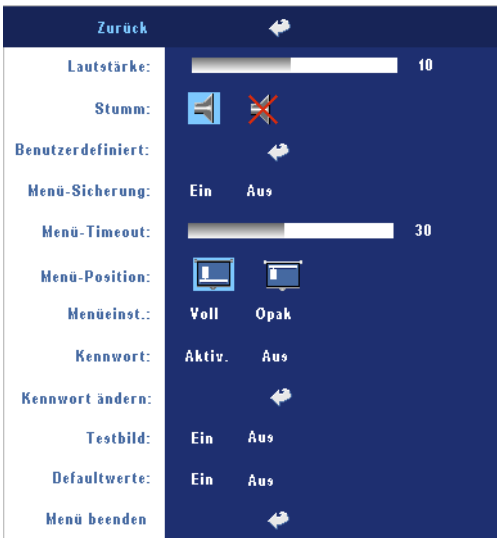 Zurück
Lautstärke: 10
Stumm:
Benutzerdefiniert:
Menü-Sicherung: Ein Aus
Menü-Timeout: 30
Menü-Position:
Menüeinst.: Voll Opak
Kennwort: Aktiv. Aus
Kennwort ändern:
Testbild: Ein Aus
Defaultwerte: Ein Aus
Menü beenden